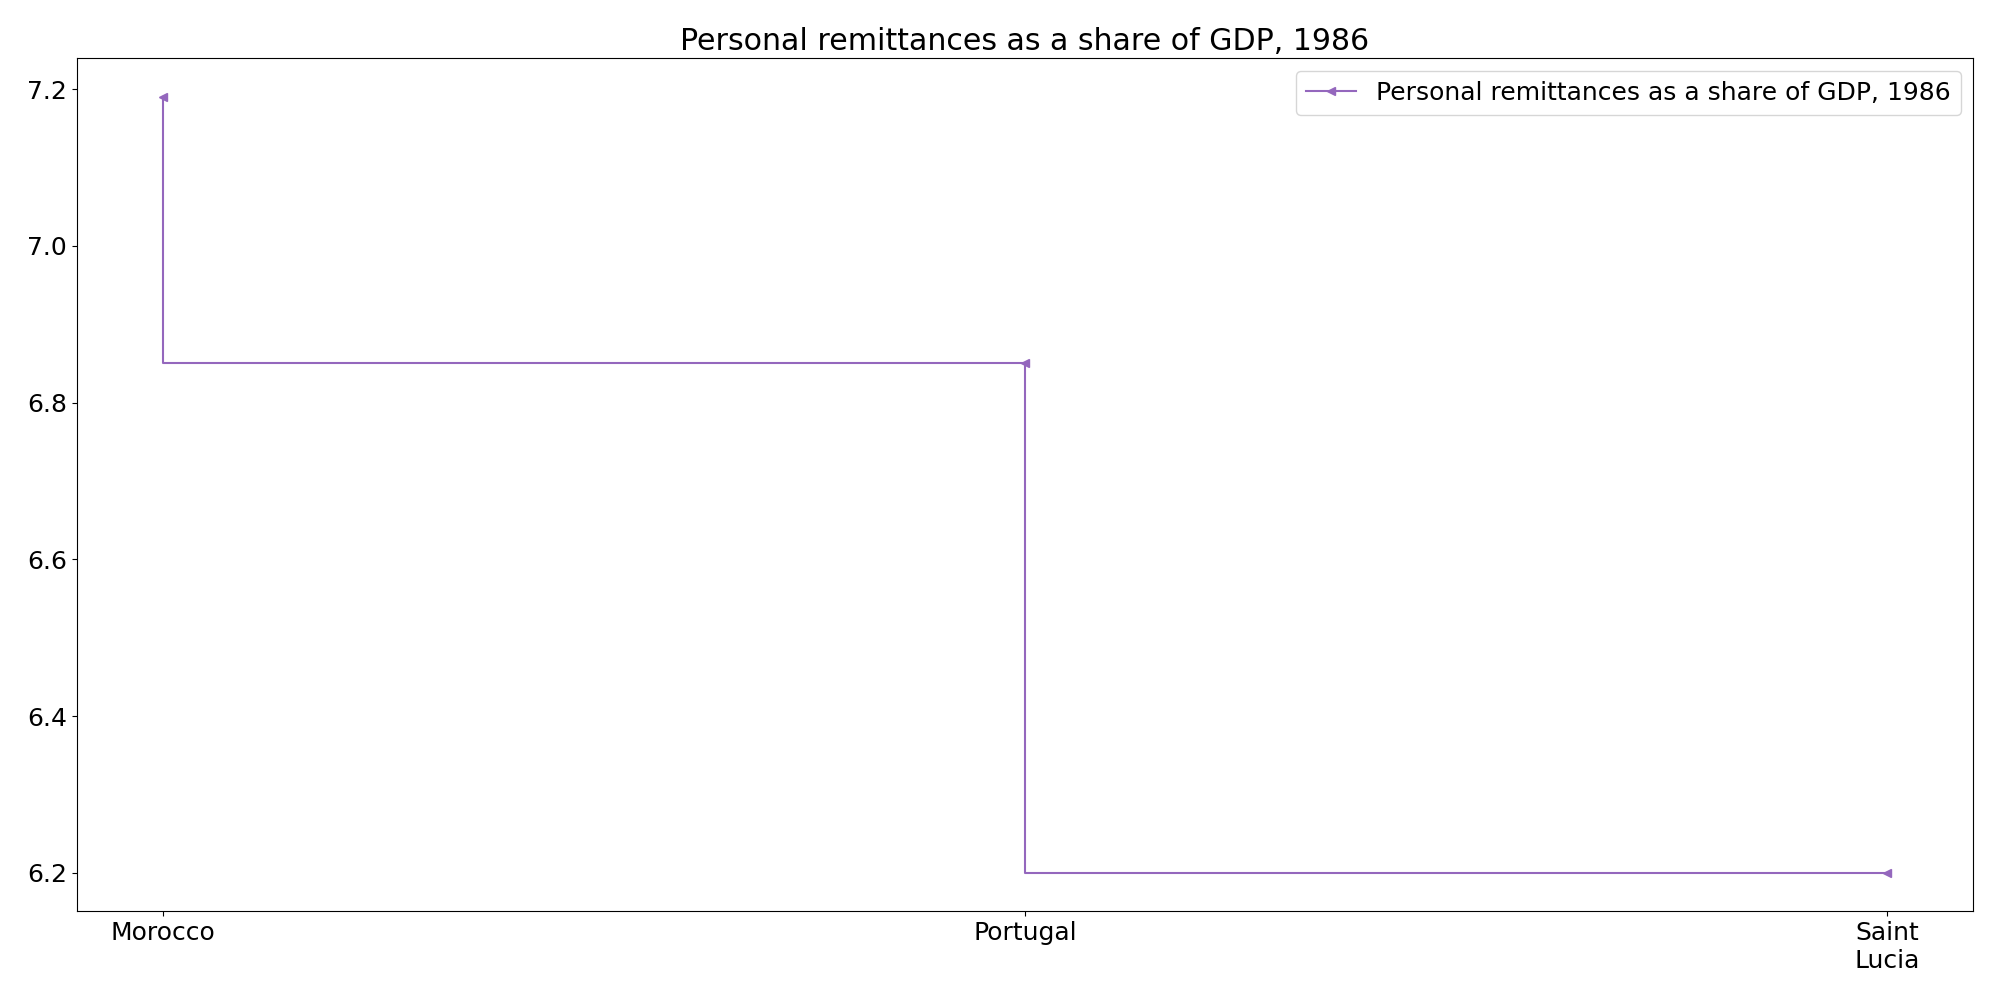 Personal remittances as a share of GDP, 1986
Personal remittances as a share of GDP, 1986
7.2
7.0
6.8
6.6
6.4
6.2
Morocco
Portugal
Saint
Lucia